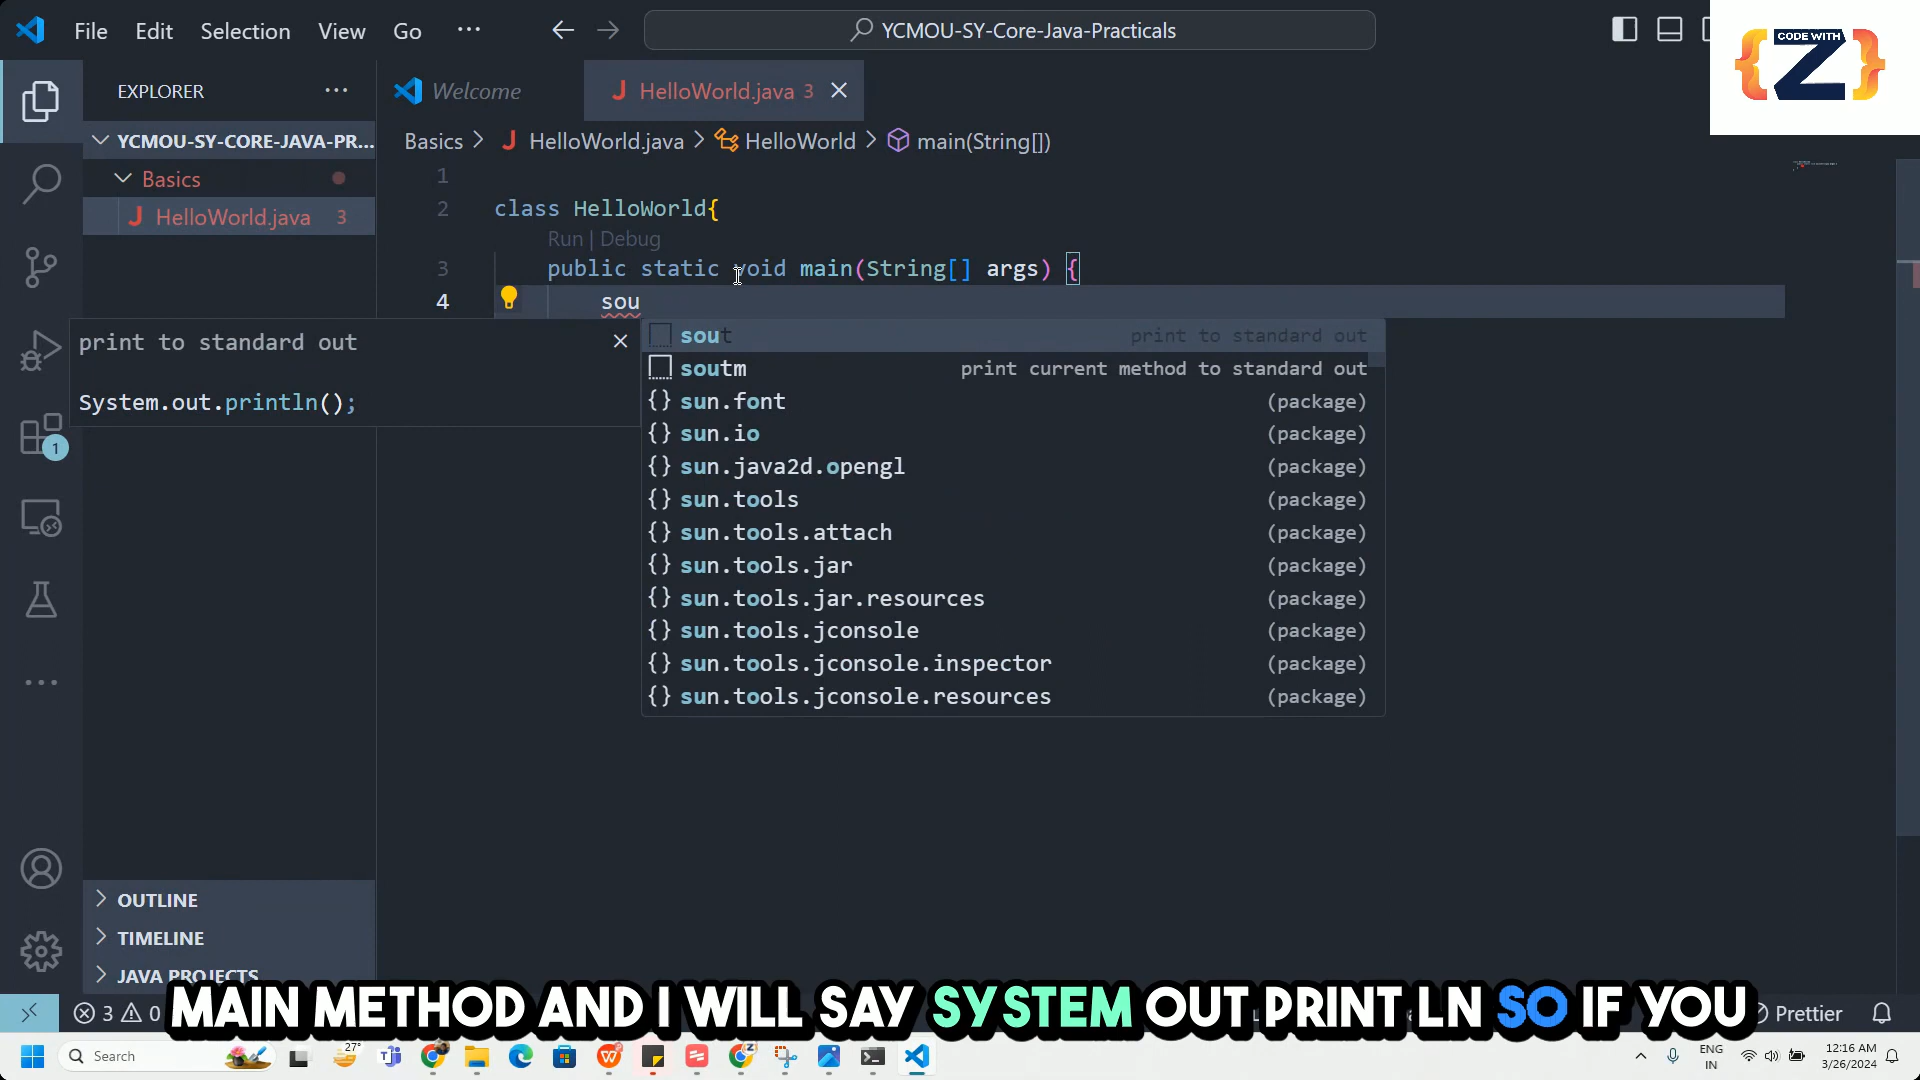 File Edit Selection View Go ··· YCMOU-SY-Core-Java-Practicals
CODE WITH
{Z}
EXPLORER ···
Welcome HelloWorld.java 3
YCMOU-SY-CORE-JAVA-PR...
Basics > HelloWorld.java > HelloWorld > main(String[])
Basics
HelloWorld.java 3
1
2 class HelloWorld{
Run | Debug
3 public static void main(String[] args) {
4 sou
print to standard out
System.out.println();
sout print to standard out
soutm print current method to standard out
{} sun.font (package)
{} sun.io (package)
{} sun.java2d.opengl (package)
{} sun.tools (package)
{} sun.tools.attach (package)
{} sun.tools.jar (package)
{} sun.tools.jar.resources (package)
{} sun.tools.jconsole (package)
{} sun.tools.jconsole.inspector (package)
{} sun.tools.jconsole.resources (package)
1
OUTLINE
TIMELINE
JAVA PROJECTS
MAIN METHOD AND I WILL SAY SYSTEM OUT PRINT LN SO IF YOU
3 0 Prettier
Search 27° ENG IN 12:16 AM 3/26/2024